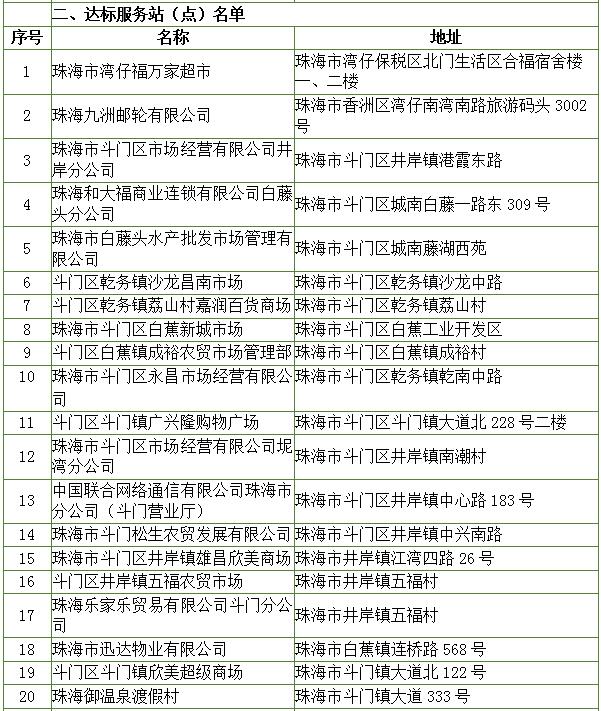 二、达标服务站（点）名单
序号 名称 地址
1 珠海市湾仔福万家超市 珠海市湾仔保税区北门生活区合福宿舍楼
一、二楼
2 珠海九洲邮轮有限公司 珠海市香洲区湾仔南湾南路旅游码头 3002
号
3 珠海市斗门区市场经营有限公司井 珠海市斗门区井岸镇港霞东路
岸分公司
4 珠海和大福商业连锁有限公司白藤 珠海市斗门区城南白藤一路东 309 号
头分公司
5 珠海市白藤头水产批发市场管理有 珠海市斗门区城南藤湖西苑
限公司
6 斗门区乾务镇沙龙昌南市场 珠海市斗门区乾务镇沙龙中路
7 斗门区乾务镇荔山村嘉润百货商场 珠海市斗门区乾务镇荔山村
8 珠海市斗门区白蕉新城市场 珠海市斗门区白蕉工业开发区
9 斗门区白蕉镇成裕农贸市场管理部 珠海市斗门区白蕉镇成裕村
10 珠海市斗门区永昌市场经营有限公 珠海市斗门区乾务镇乾南中路
司
11 斗门区斗门镇广兴隆购物广场 珠海市斗门区斗门镇大道北 228 号二楼
12 珠海市斗门区市场经营有限公司坭 珠海市斗门区井岸镇南潮村
湾分公司
13 中国联合网络通信有限公司珠海市 珠海市斗门区井岸镇中心路 183 号
分公司（斗门营业厅）
14 珠海市斗门松生农贸发展有限公司 珠海市斗门区井岸镇中兴南路
15 珠海市斗门区井岸镇雄昌欣美商场 珠海市井岸镇江湾四路 26 号
16 斗门区井岸镇五福农贸市场 珠海市井岸镇五福村
17 珠海乐家乐贸易有限公司斗门分公 珠海市井岸镇五福村
司
18 珠海市迅达物业有限公司 珠海市白蕉镇连桥路 568 号
19 斗门区斗门镇欣美超级商场 珠海市斗门镇大道北 122 号
20 珠海御温泉渡假村 珠海市斗门镇大道 333 号